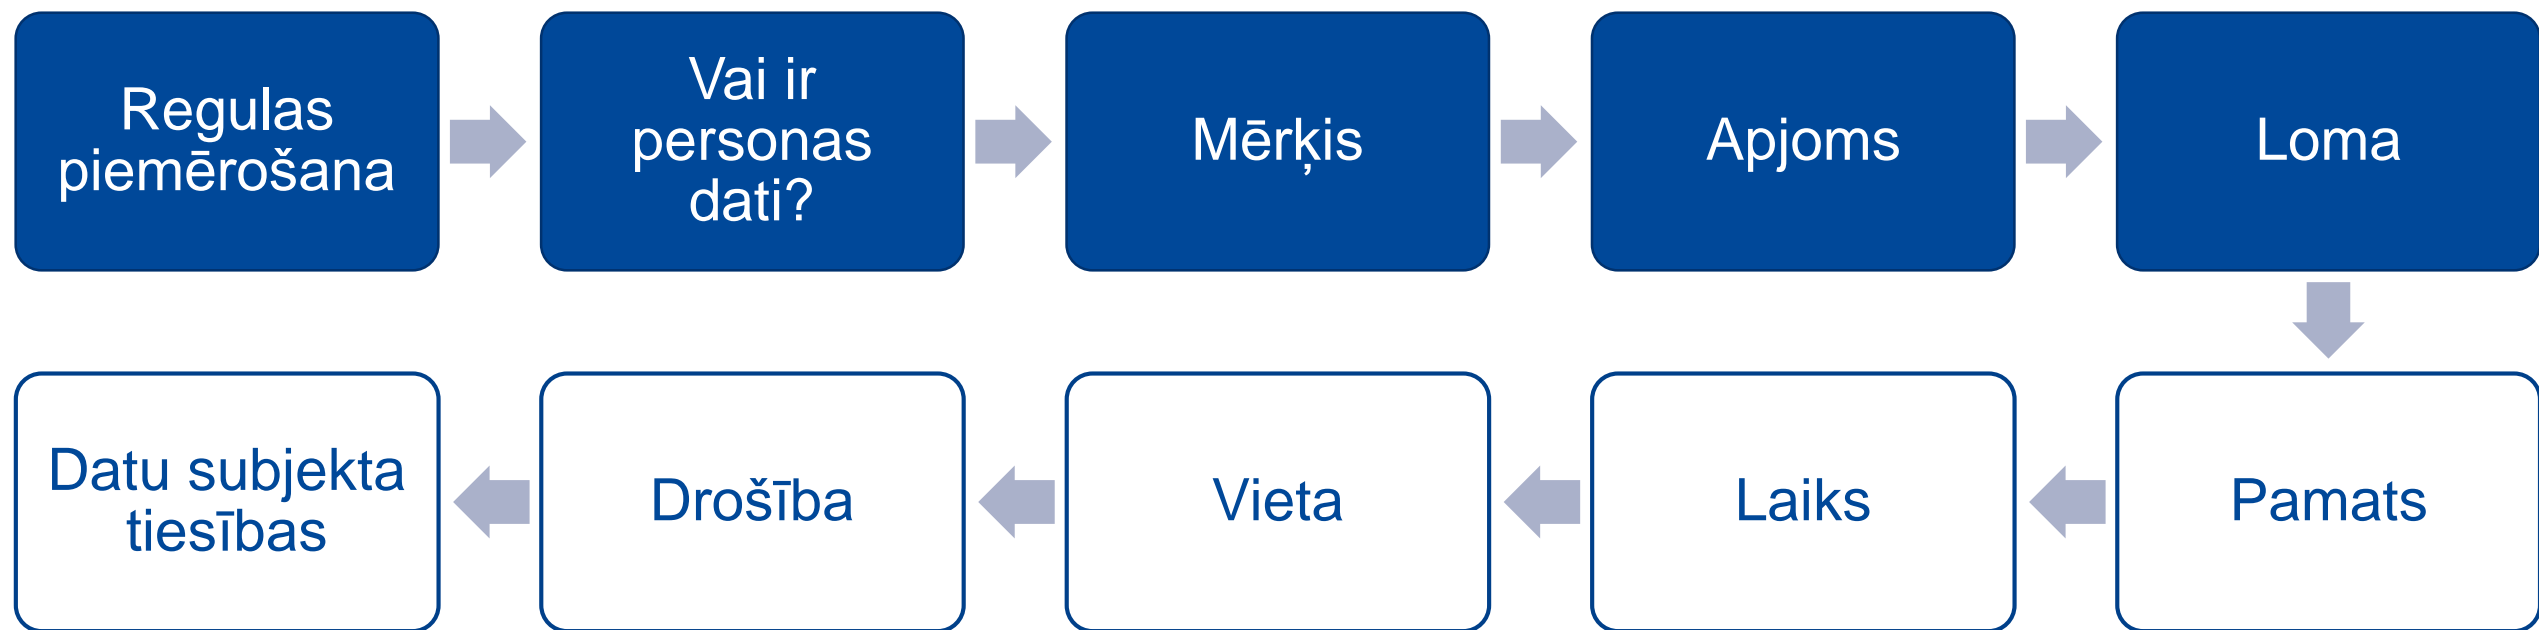 Regulas
piemērošana
Vai ir
personas
dati?
Mērķis
Apjoms
Loma
Pamats
Laiks
Vieta
Drošība
Datu subjekta
tiesības